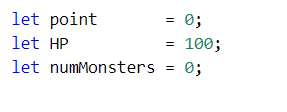 let point       = 0;
let HP          = 100;
let numMonsters = 0;